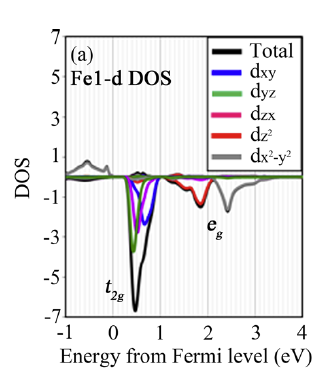 7
5
3
1
-1
-3
-5
-7
DOS
(a)
Fe1-d DOS
Total
dxy
dyz
dzx
dz²
dx²-y²
t2g
eg
-1 0 1 2 3 4
Energy from Fermi level (eV)